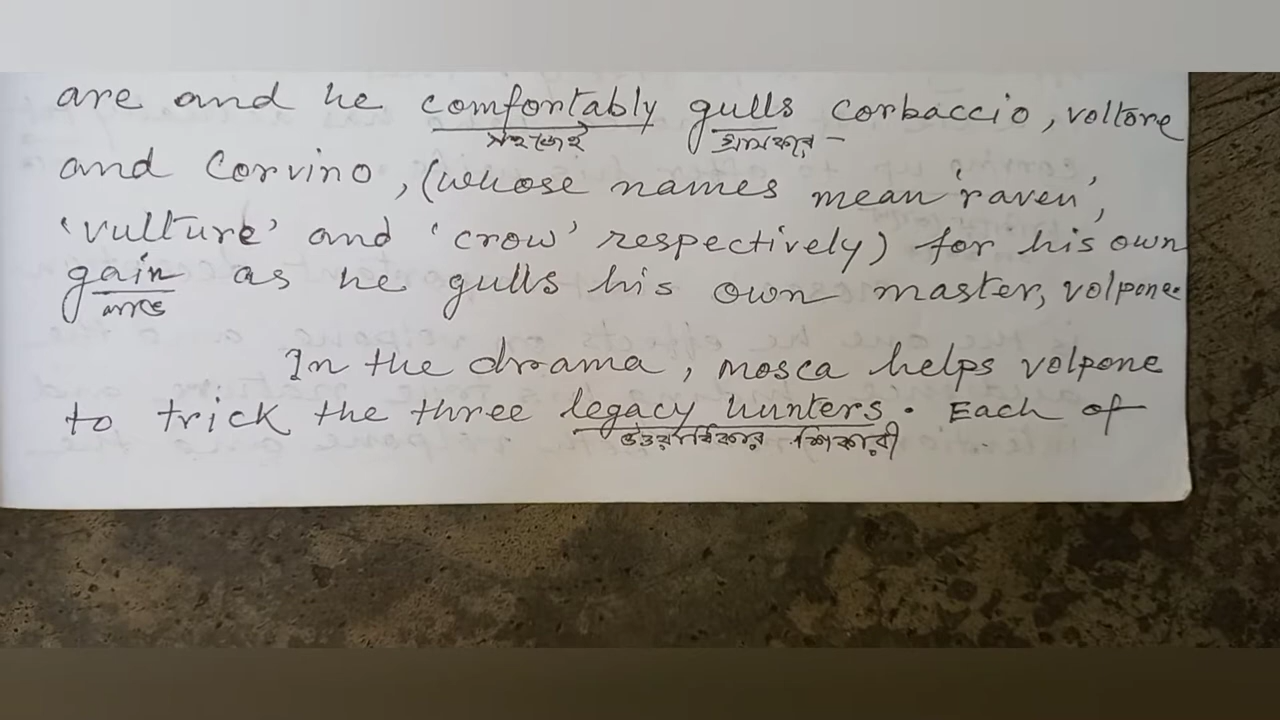 are and he comfortably gulls corbaccio, voltore
সহজেই
and Corvino, (whose names mean 'raven',
'vulture' and 'crow' respectively) for his own
gain as he gulls his own master, volpone
লাভ
In the drama, mosca helps volpone
to trick the three legacy hunters. Each of
উত্তরাধিকার শিকারী